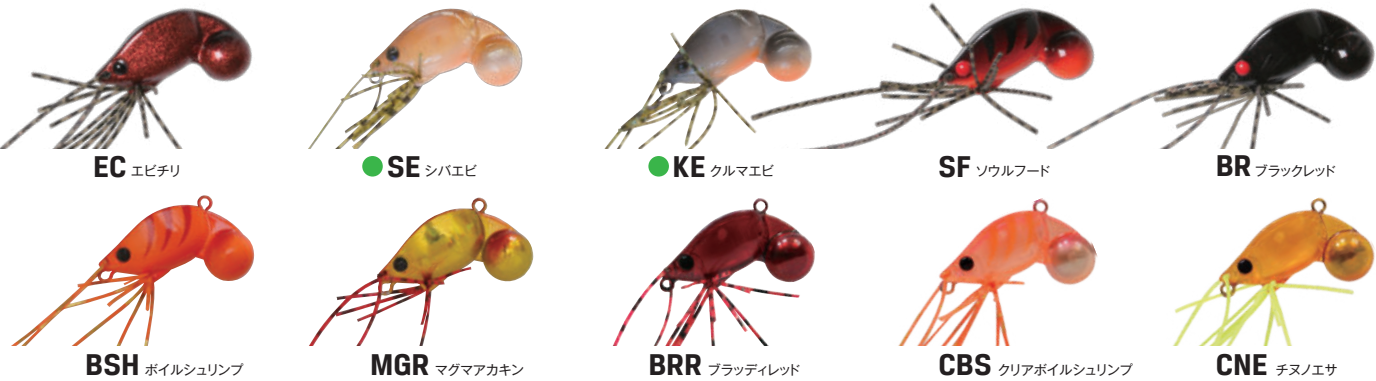 EC エビチリ
SE シバエビ
KE クルマエビ
SF ソウルフード
BR ブラックレッド
BSH ボイルシュリンプ
MGR マグマアカキン
BRR ブラッディレッド
CBS クリアボイルシュリンプ
CNE チヌノエサ